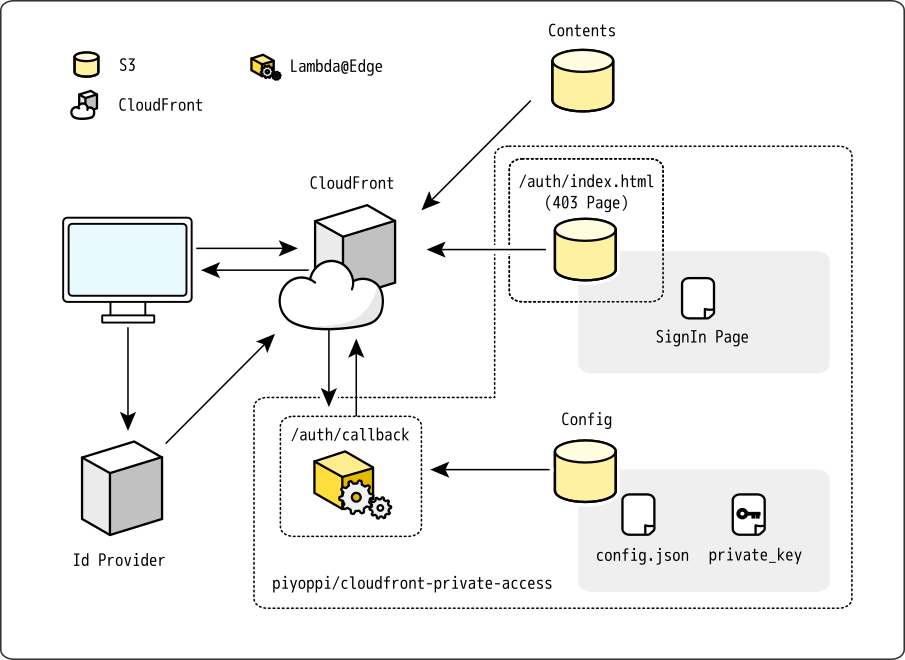 Contents
S3
Lambda@Edge
CloudFront
CloudFront
/auth/index.html
(403 Page)
SignIn Page
/auth/callback
Config
config.json
private_key
Id Provider
piyoppi/cloudfront-private-access